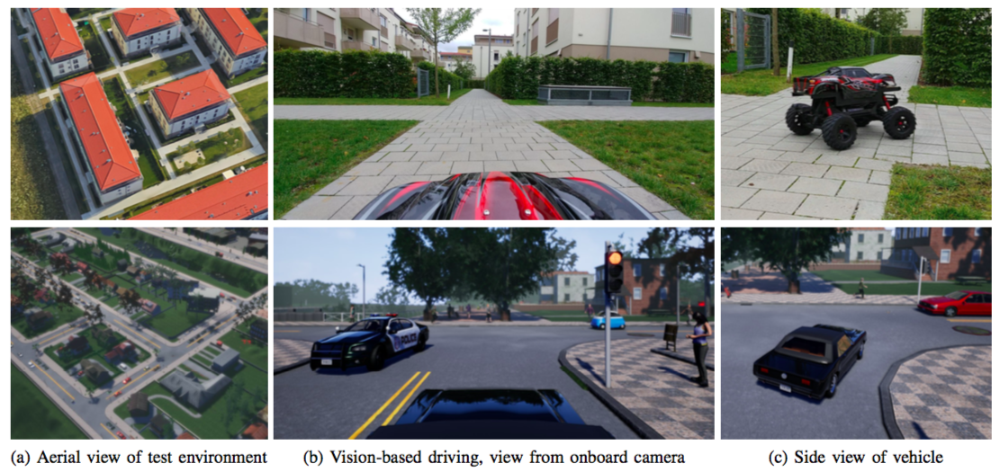 POLICE
(a) Aerial view of test environment
(b) Vision-based driving, view from onboard camera
(c) Side view of vehicle